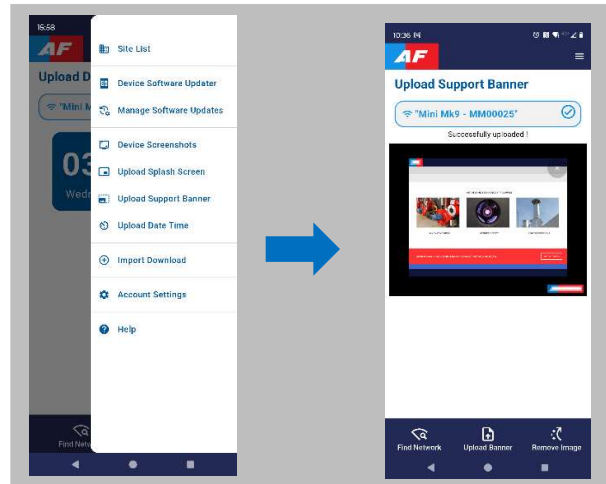 15:58
AF
Upload D
"Mini M
03
Wedn
Find Netw
Site List
Device Software Updater
Manage Software Updates
Device Screenshots
Upload Splash Screen
Upload Support Banner
Upload Date Time
Import Download
Account Settings
Help
10:36
AF
Upload Support Banner
"Mini Mk9 - MM00025"
Successfully uploaded !
Find Network
Upload Banner
Remove Image